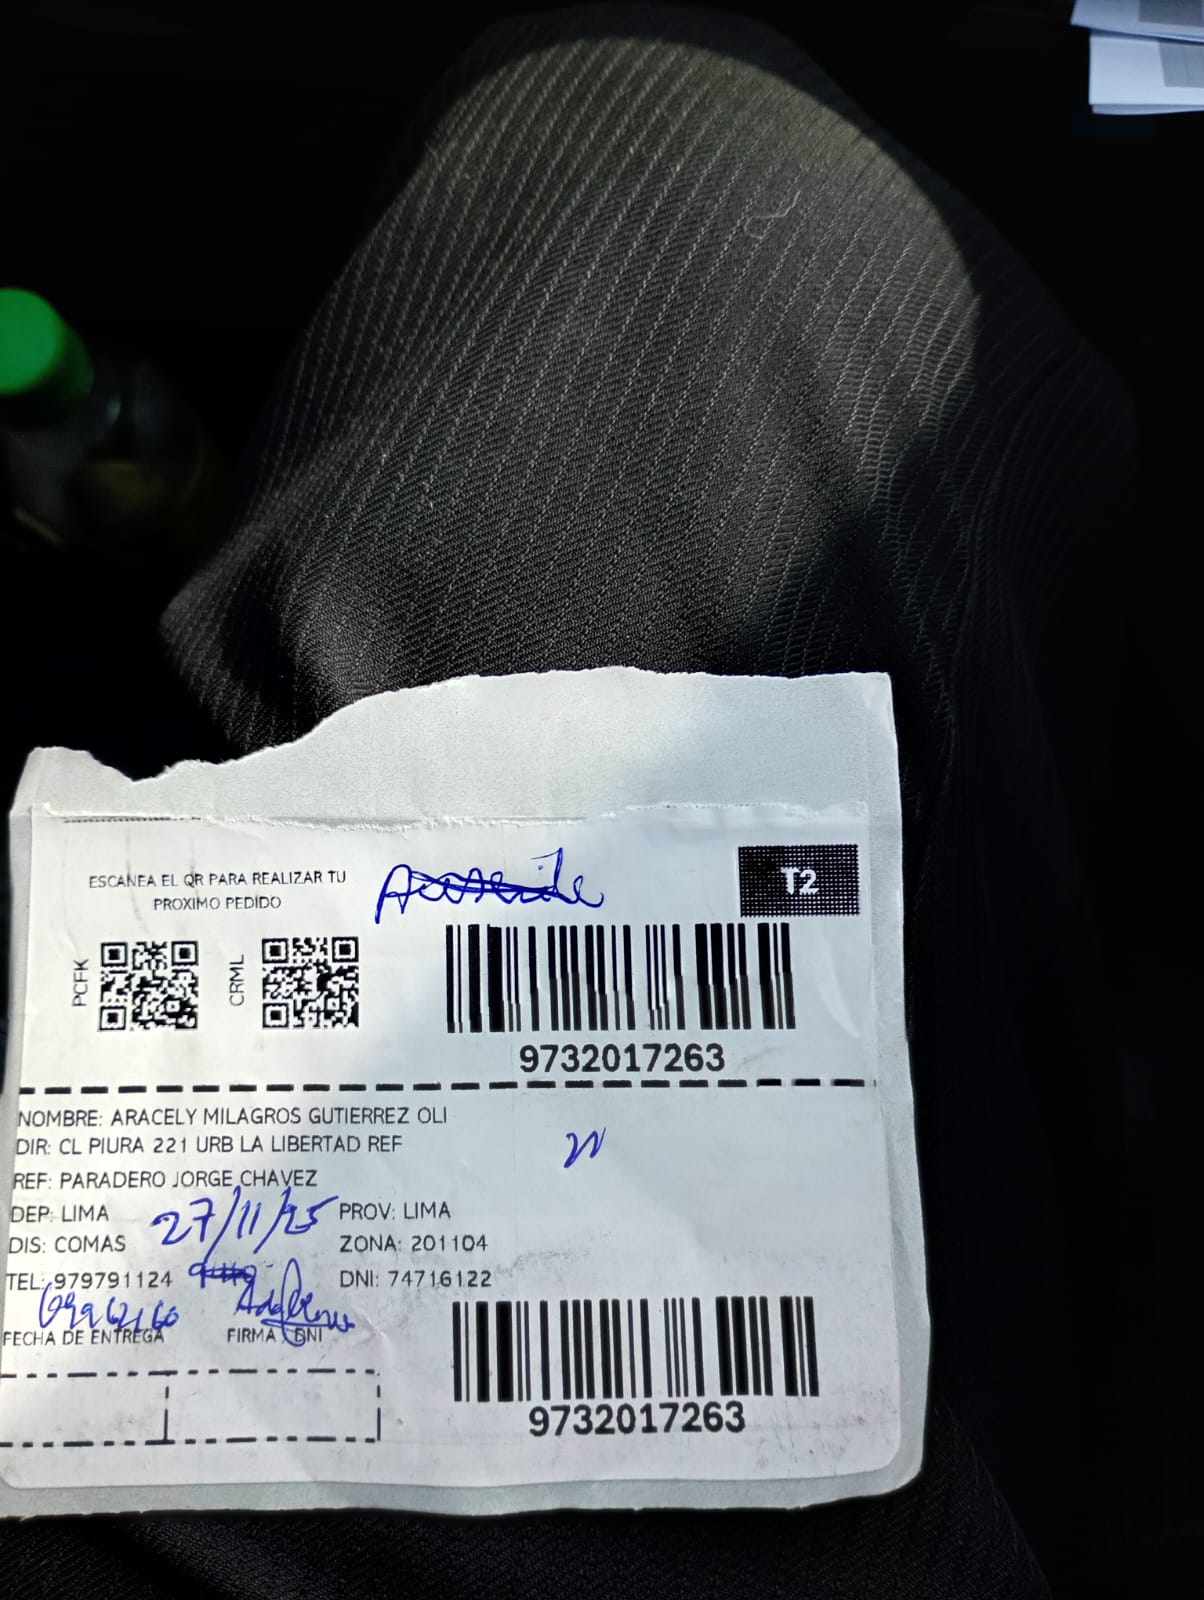 ESCANEA EL QR PARA REALIZAR TU
PROXIMO PEDIDO
T2
PCFK
CRML
9732017263
NOMBRE: ARACELY MILAGROS GUTIERREZ OLI
DIR: CL PIURA 221 URB LA LIBERTAD REF
REF: PARADERO JORGE CHAVEZ
DEP: LIMA
27/11/25
PROV: LIMA
DIS: COMAS
ZONA: 201104
TEL: 979791124
DNI: 74716122
FECHA DE ENTREGA
FIRMA DNI
9732017263